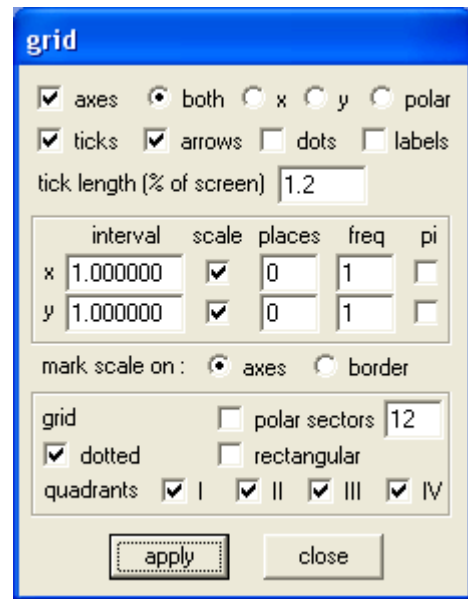 grid
axes both x y polar
ticks arrows dots labels
tick length (% of screen) 1.2
interval scale places freq pi
x 1.000000 0 1
y 1.000000 0 1
mark scale on : axes border
grid polar sectors 12
dotted rectangular
quadrants I II III IV
apply close